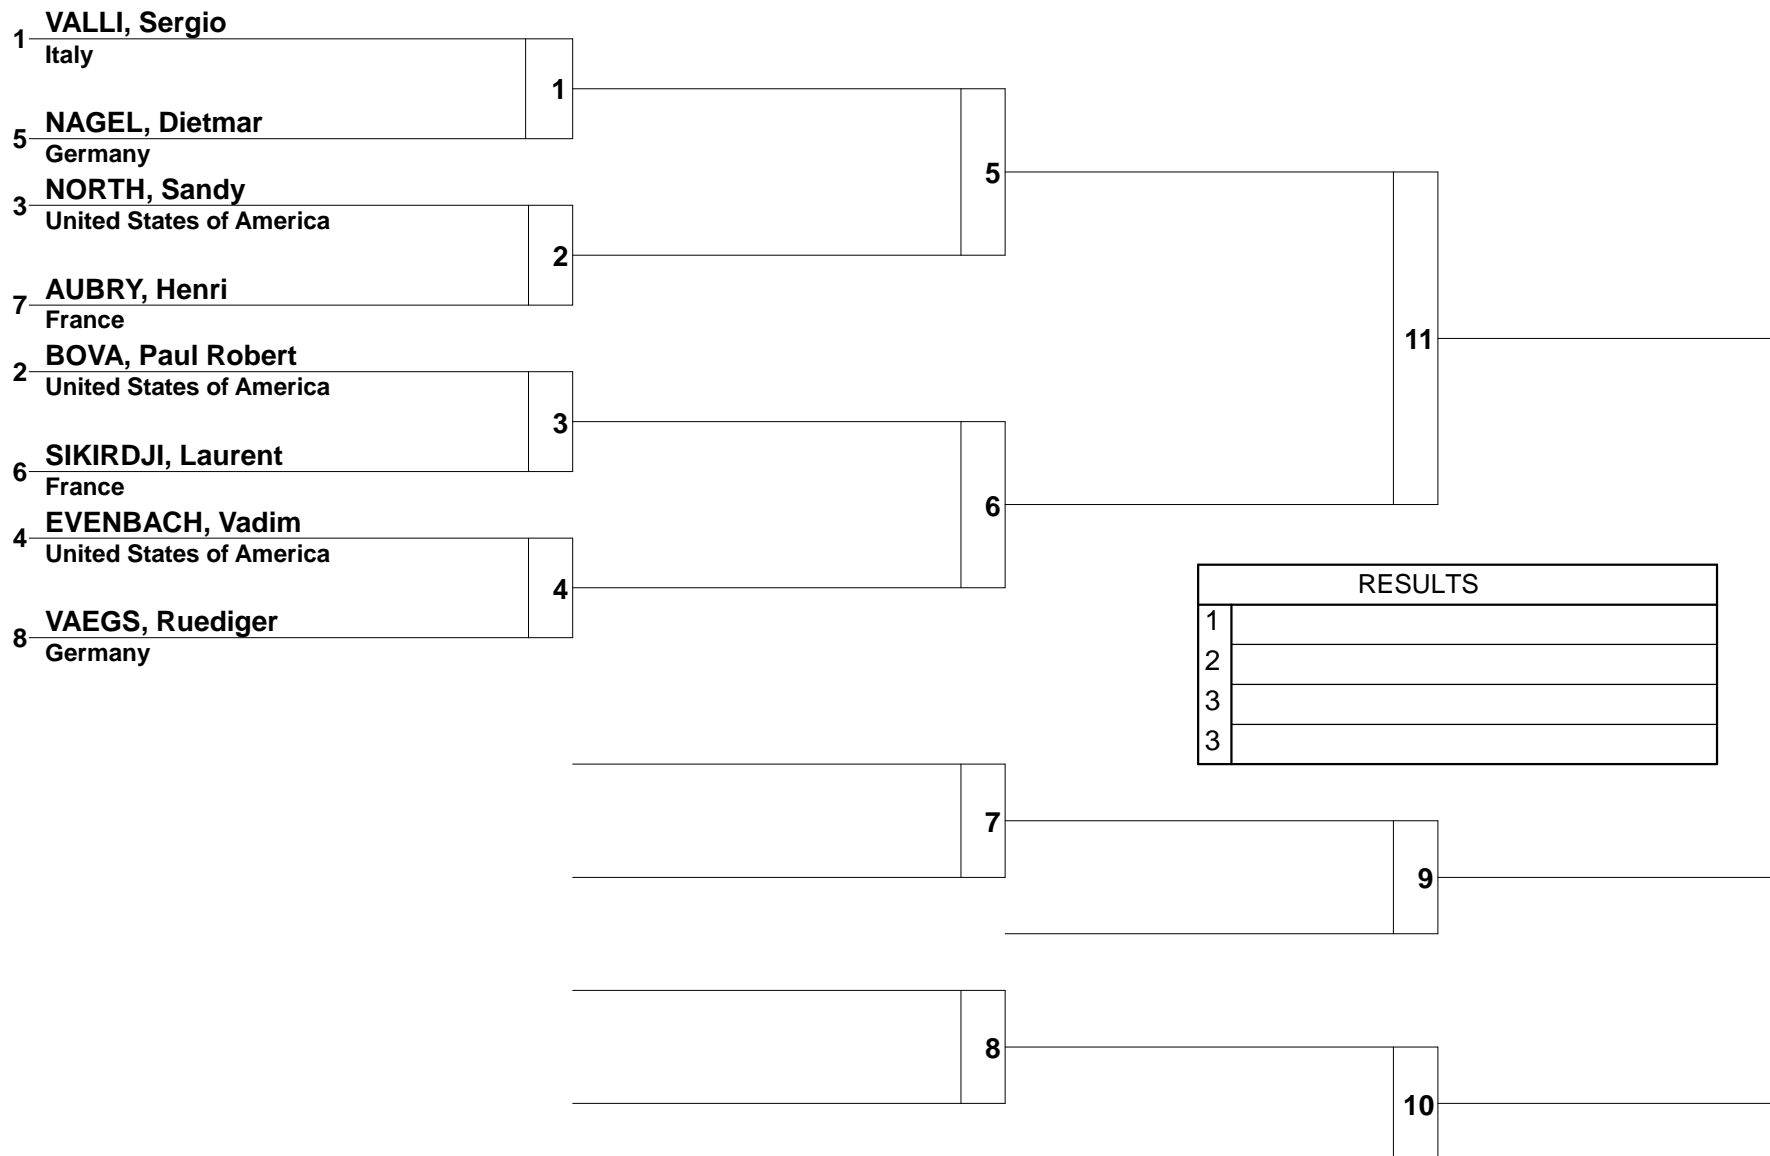 VALLI, Sergio
1
Italy
1
NAGEL, Dietmar
5
Germany
5
NORTH, Sandy
3
United States of America
2
AUBRY, Henri
7
France
11
BOVA, Paul Robert
2
United States of America
3
SIKIRDJI, Laurent
6
France
6
EVENBACH, Vadim
4
United States of America
4
VAEGS, Ruediger
8
Germany
RESULTS
1
2
3
3
7
9
8
10